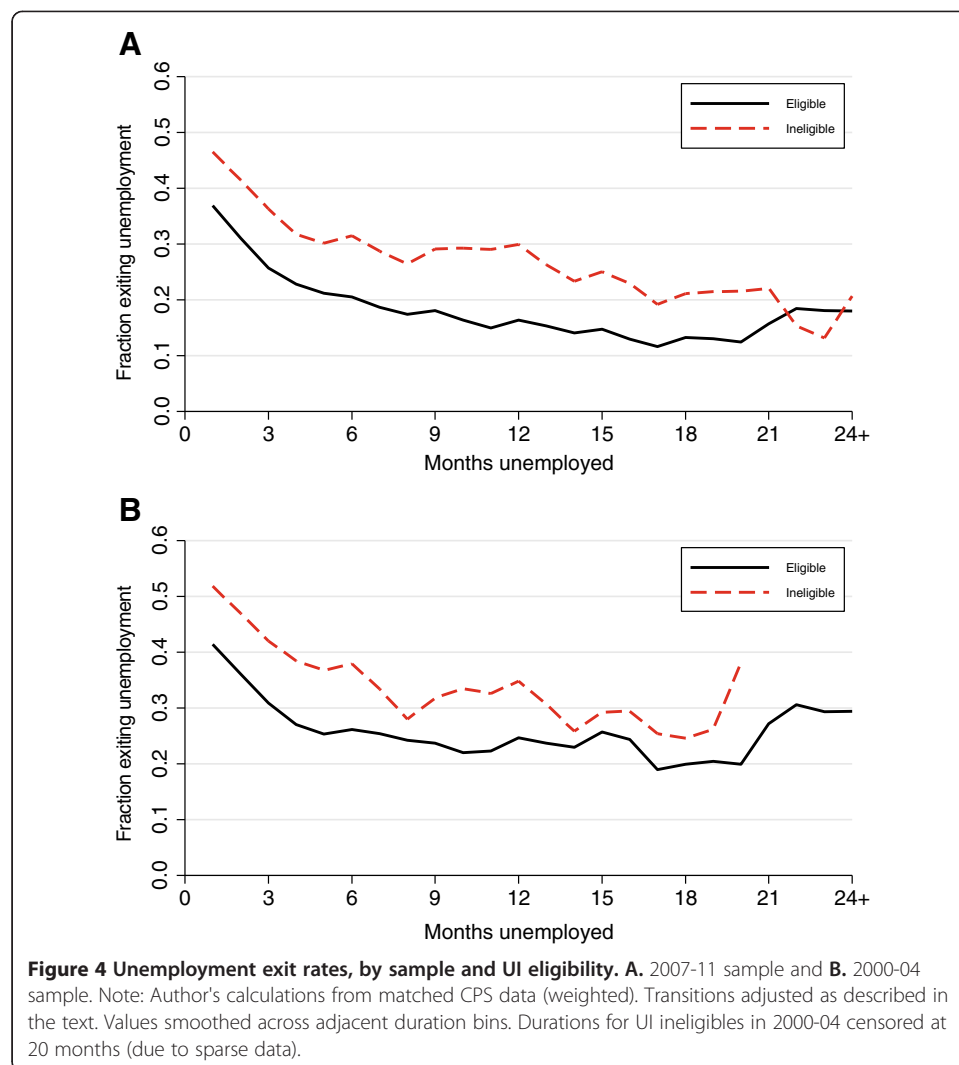 A
0.6
0.5
0.4
0.3
0.2
0.1
0.0
Fraction exiting unemployment
Eligible
Ineligible
0 3 6 9 12 15 18 21 24+
Months unemployed
B
0.6
0.5
0.4
0.3
0.2
0.1
0.0
Fraction exiting unemployment
Eligible
Ineligible
0 3 6 9 12 15 18 21 24+
Months unemployed
Figure 4 Unemployment exit rates, by sample and UI eligibility. A. 2007-11 sample and B. 2000-04
sample. Note: Author's calculations from matched CPS data (weighted). Transitions adjusted as described in
the text. Values smoothed across adjacent duration bins. Durations for UI ineligibles in 2000-04 censored at
20 months (due to sparse data).